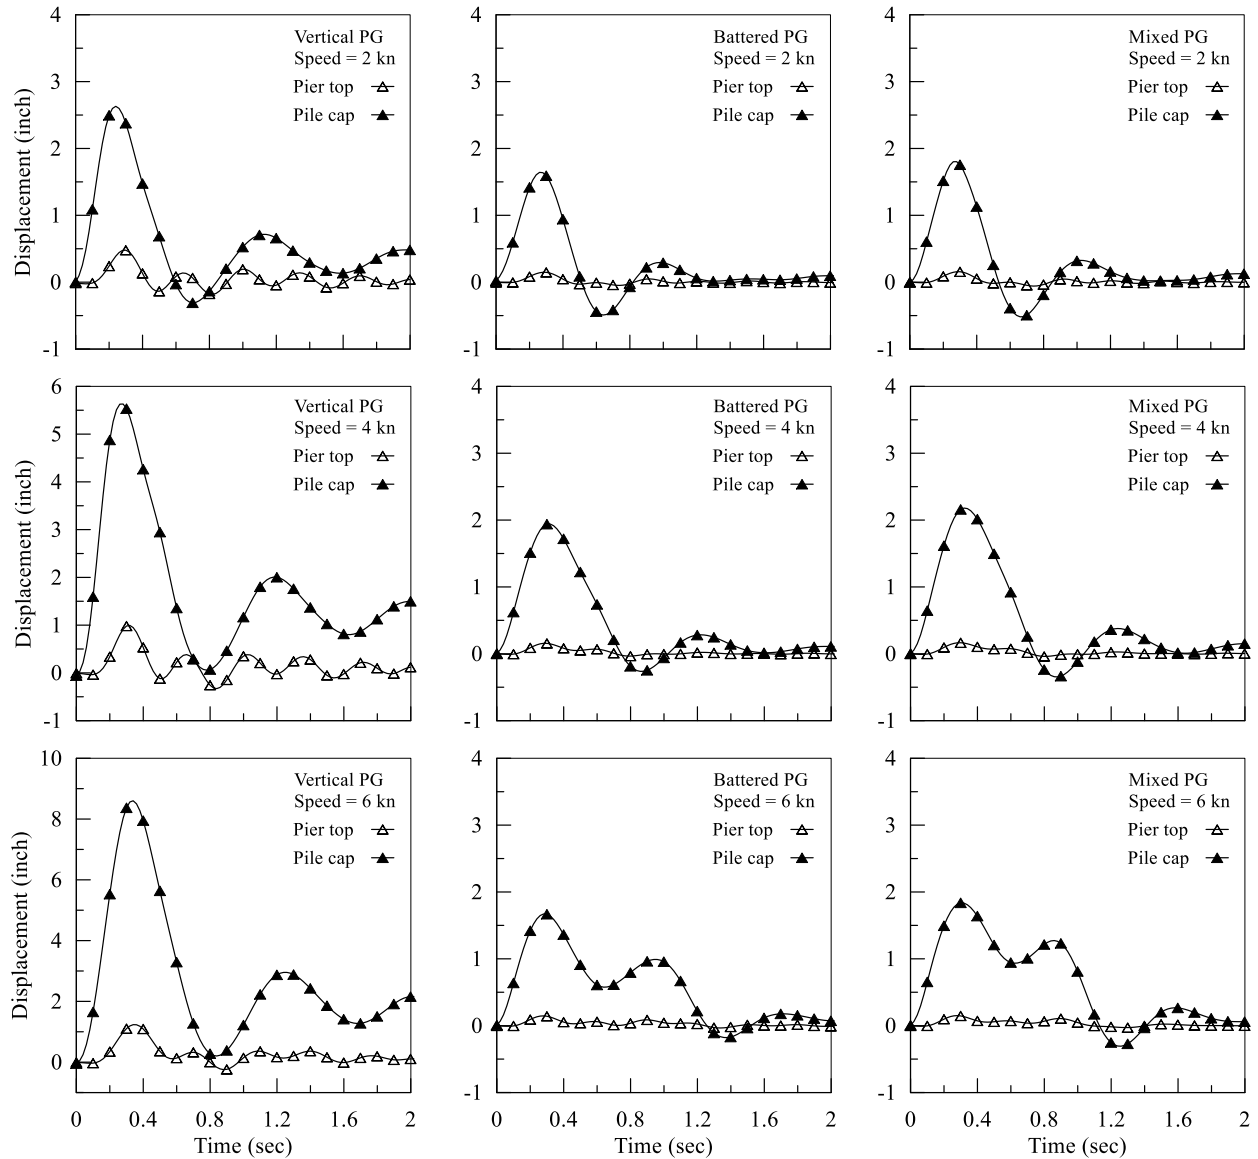 4
3
2
1
0
-1
Displacement (inch)
Vertical PG
Speed = 2 kn
Pier top
Pile cap
4
3
2
1
0
-1
Battered PG
Speed = 2 kn
Pier top
Pile cap
4
3
2
1
0
-1
Mixed PG
Speed = 2 kn
Pier top
Pile cap
6
5
4
3
2
1
0
-1
Displacement (inch)
Vertical PG
Speed = 4 kn
Pier top
Pile cap
4
3
2
1
0
-1
Battered PG
Speed = 4 kn
Pier top
Pile cap
4
3
2
1
0
-1
Mixed PG
Speed = 4 kn
Pier top
Pile cap
10
8
6
4
2
0
Displacement (inch)
Vertical PG
Speed = 6 kn
Pier top
Pile cap
0 0.4 0.8 1.2 1.6 2
Time (sec)
4
3
2
1
0
-1
Battered PG
Speed = 6 kn
Pier top
Pile cap
0 0.4 0.8 1.2 1.6 2
Time (sec)
4
3
2
1
0
-1
Mixed PG
Speed = 6 kn
Pier top
Pile cap
0 0.4 0.8 1.2 1.6 2
Time (sec)